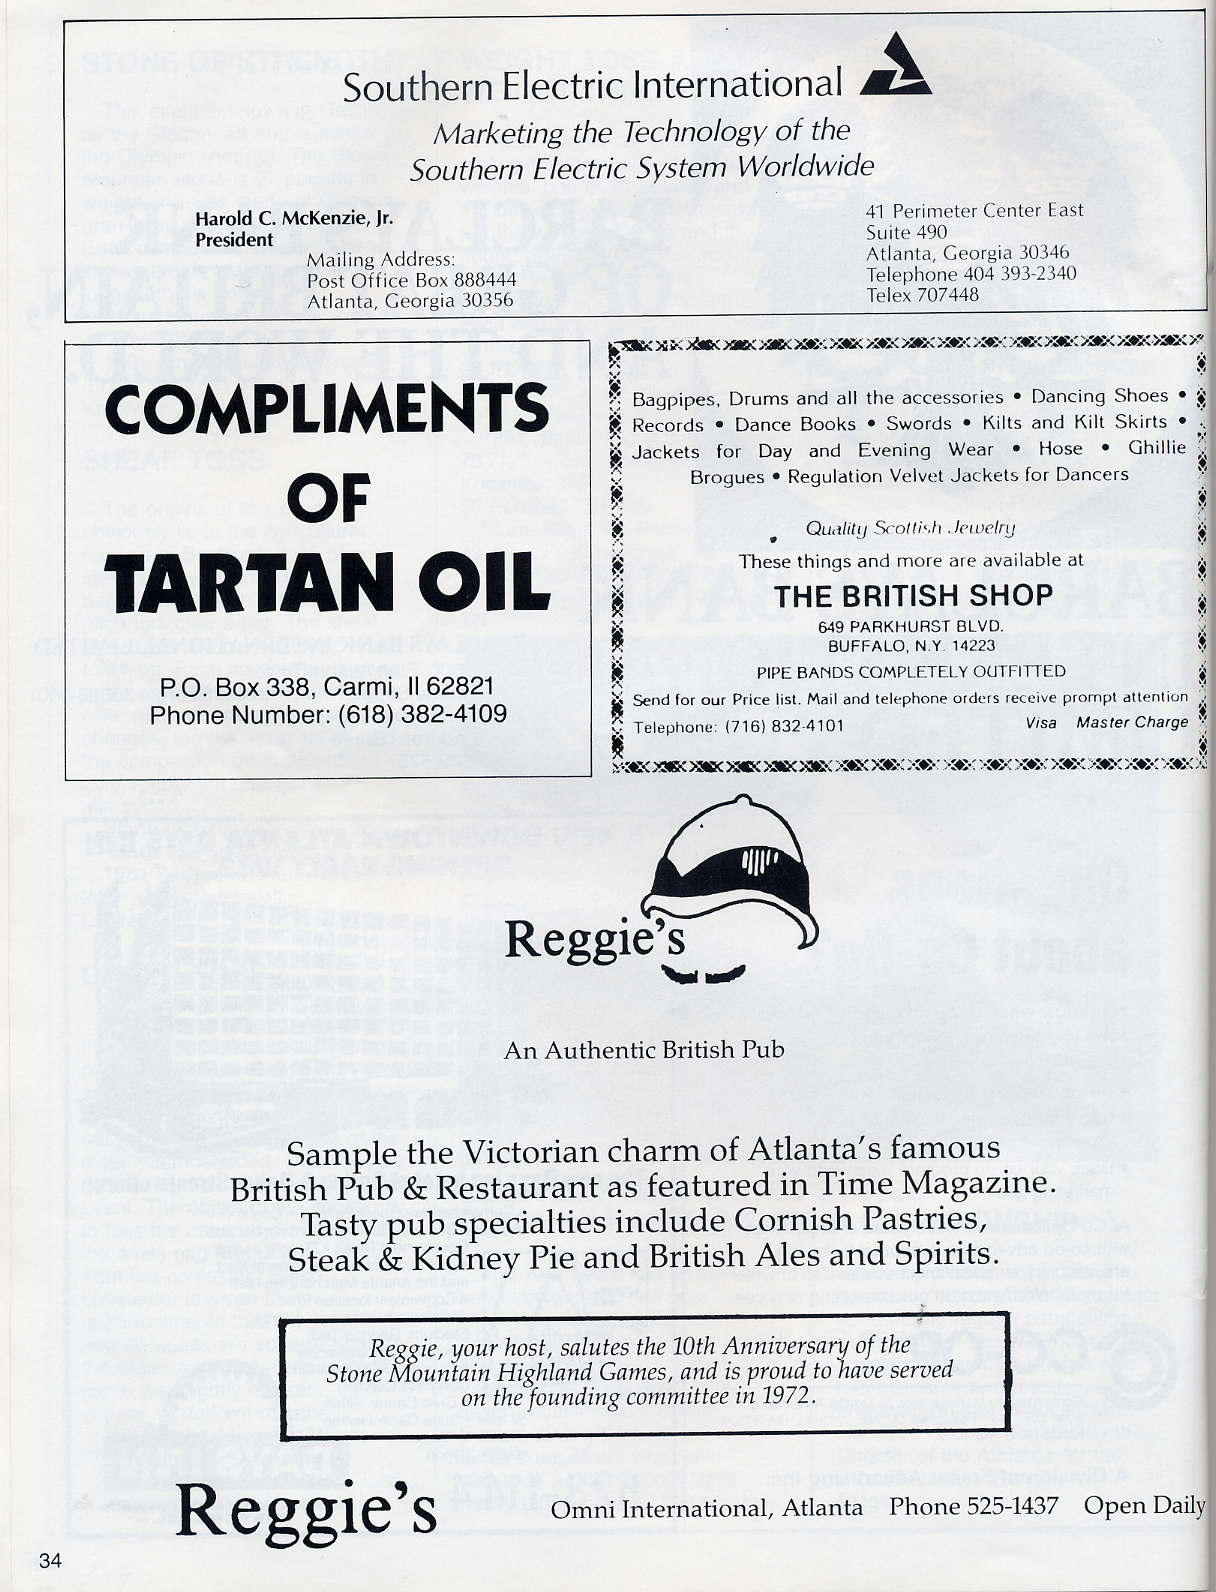 Southern Electric International
Marketing the Technology of the
Southern Electric System Worldwide
Harold C. McKenzie, Jr.
President
Mailing Address:
Post Office Box 888444
Atlanta, Georgia 30356
41 Perimeter Center East
Suite 490
Atlanta, Georgia 30346
Telephone 404 393-2340
Telex 707448
COMPLIMENTS
OF
TARTAN OIL
P.O. Box 338, Carmi, Il 62821
Phone Number: (618) 382-4109
Bagpipes, Drums and all the accessories • Dancing Shoes •
Records • Dance Books • Swords • Kilts and Kilt Skirts •
Jackets for Day and Evening Wear • Hose • Ghillie
Brogues • Regulation Velvet Jackets for Dancers
Quality Scottish Jewelry
These things and more are available at
THE BRITISH SHOP
649 PARKHURST BLVD.
BUFFALO, N.Y. 14223
PIPE BANDS COMPLETELY OUTFITTED
Send for our Price list. Mail and telephone orders receive prompt attention
Telephone: (716) 832-4101 Visa Master Charge
Reggie's
An Authentic British Pub
Sample the Victorian charm of Atlanta's famous
British Pub & Restaurant as featured in Time Magazine.
Tasty pub specialties include Cornish Pastries,
Steak & Kidney Pie and British Ales and Spirits.
Reggie, your host, salutes the 10th Anniversary of the
Stone Mountain Highland Games, and is proud to have served
on the founding committee in 1972.
Reggie's
Omni International, Atlanta Phone 525-1437 Open Daily
34